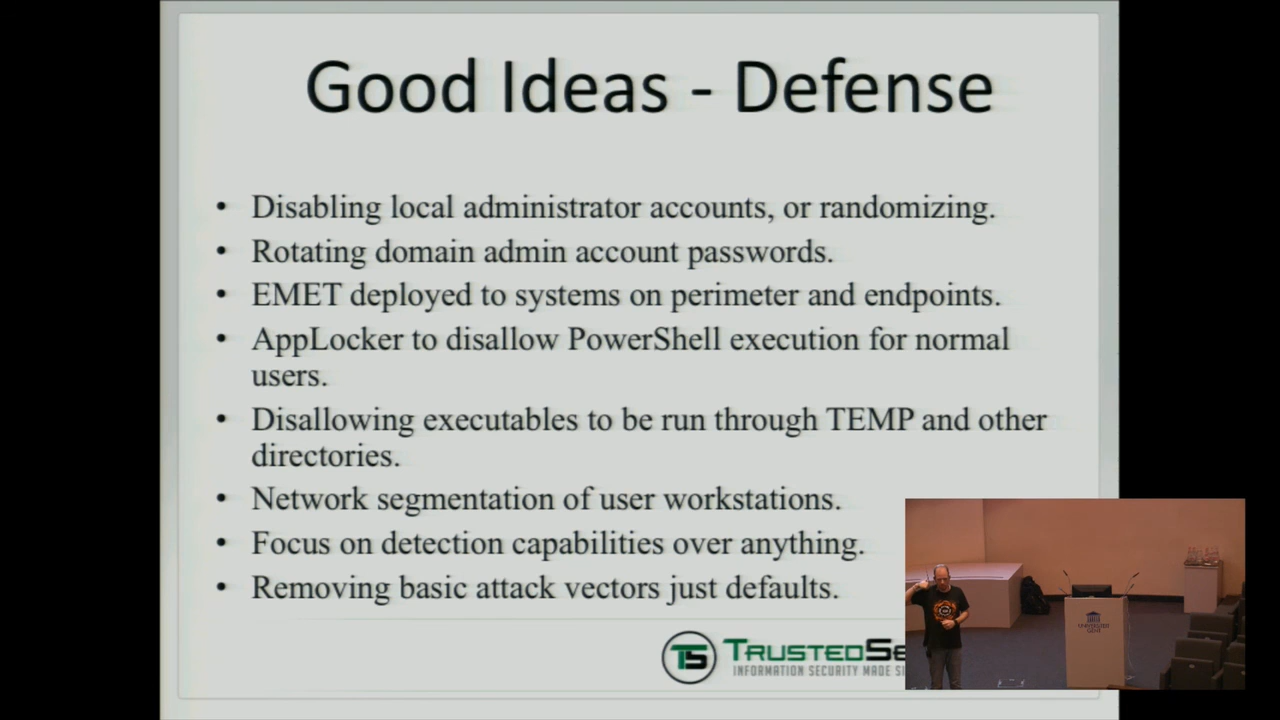 Good Ideas - Defense
• Disabling local administrator accounts, or randomizing.
• Rotating domain admin account passwords.
• EMET deployed to systems on perimeter and endpoints.
• AppLocker to disallow PowerShell execution for normal
users.
• Disallowing executables to be run through TEMP and other
directories.
• Network segmentation of user workstations.
• Focus on detection capabilities over anything.
• Removing basic attack vectors just defaults.
TS TRUSTEDSE
INFORMATION SECURITY MADE SI
UNIVERSITEIT
GENT